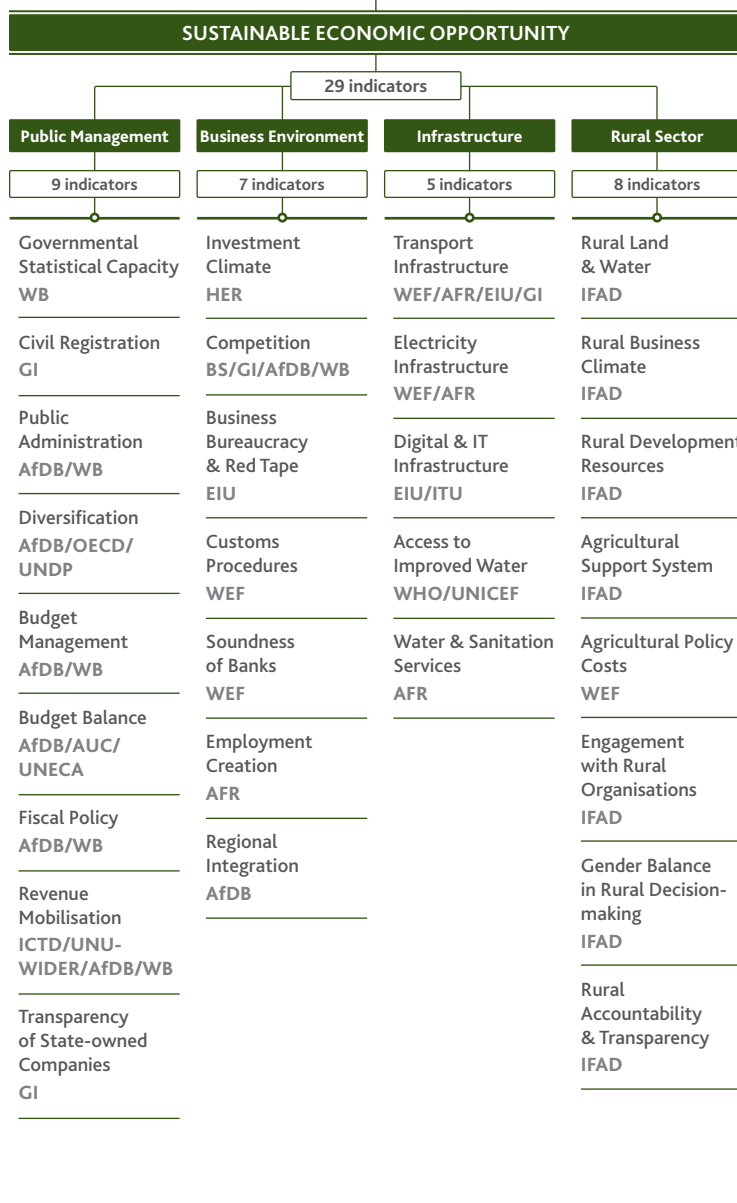 SUSTAINABLE ECONOMIC OPPORTUNITY
29 indicators
Public Management
9 indicators
Governmental
Statistical Capacity
WB
Civil Registration
GI
Public
Administration
AfDB/WB
Diversification
AfDB/OECD/
UNDP
Budget
Management
AfDB/WB
Budget Balance
AfDB/AUC/
UNECA
Fiscal Policy
AfDB/WB
Revenue
Mobilisation
ICTD/UNU-
WIDER/AfDB/WB
Transparency
of State-owned
Companies
GI
Business Environment
7 indicators
Investment
Climate
HER
Competition
BS/GI/AfDB/WB
Business
Bureaucracy
& Red Tape
EIU
Customs
Procedures
WEF
Soundness
of Banks
WEF
Employment
Creation
AFR
Regional
Integration
AfDB
Infrastructure
5 indicators
Transport
Infrastructure
WEF/AFR/EIU/GI
Electricity
Infrastructure
WEF/AFR
Digital & IT
Infrastructure
EIU/ITU
Access to
Improved Water
WHO/UNICEF
Water & Sanitation
Services
AFR
Rural Sector
8 indicators
Rural Land
& Water
IFAD
Rural Business
Climate
IFAD
Rural Development
Resources
IFAD
Agricultural
Support System
IFAD
Agricultural Policy
Costs
WEF
Engagement
with Rural
Organisations
IFAD
Gender Balance
in Rural Decision-
making
IFAD
Rural
Accountability
& Transparency
IFAD